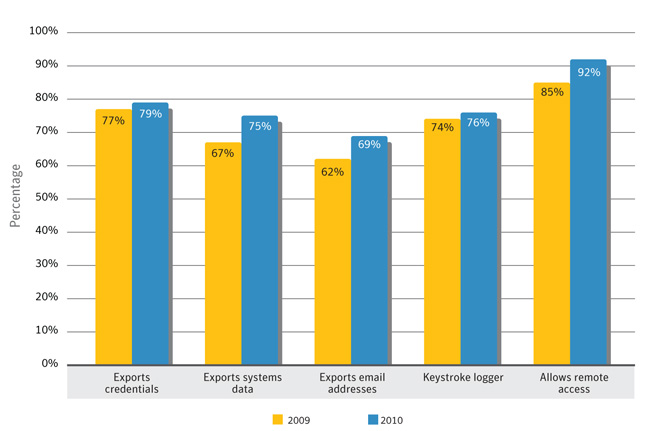 100%
90%
80%
70%
60%
50%
40%
30%
20%
10%
0%
Percentage
77%
79%
67%
75%
62%
69%
74%
76%
85%
92%
Exports
credentials
Exports systems
data
Exports email
addresses
Keystroke logger
Allows remote
access
2009
2010